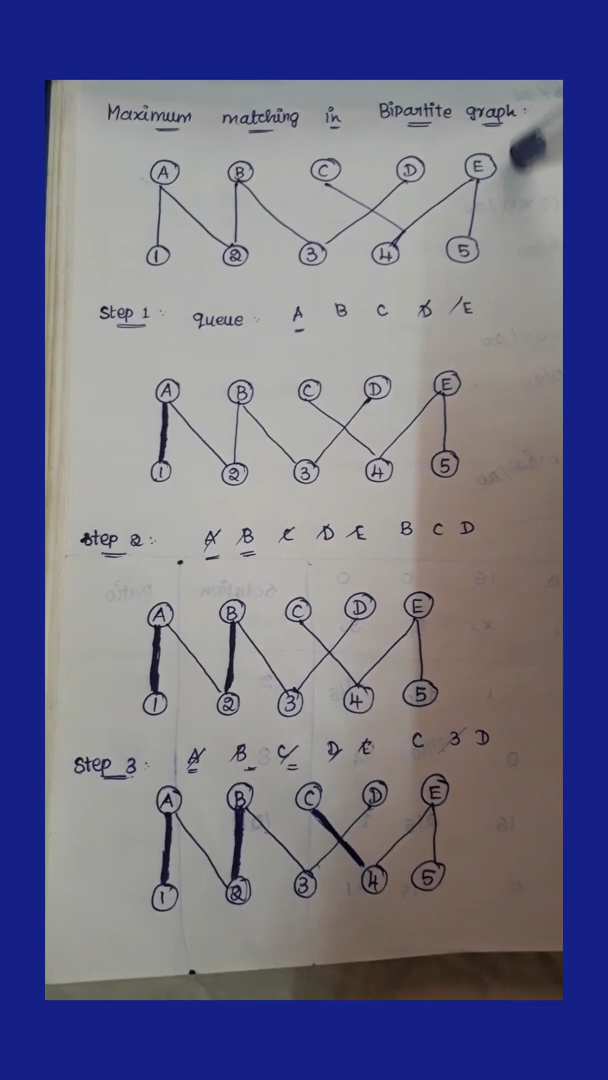 Maximum matching in Bipartite graph:
A B C D E
1 2 3 4 5
Step 1: queue: A B C D E
A B C D E
1 2 3 4 5
Step 2: A B C D E B C D
A B C D E
1 2 3 4 5
Step 3: A B C D E C 3 D
A B C D E
1 2 3 4 5